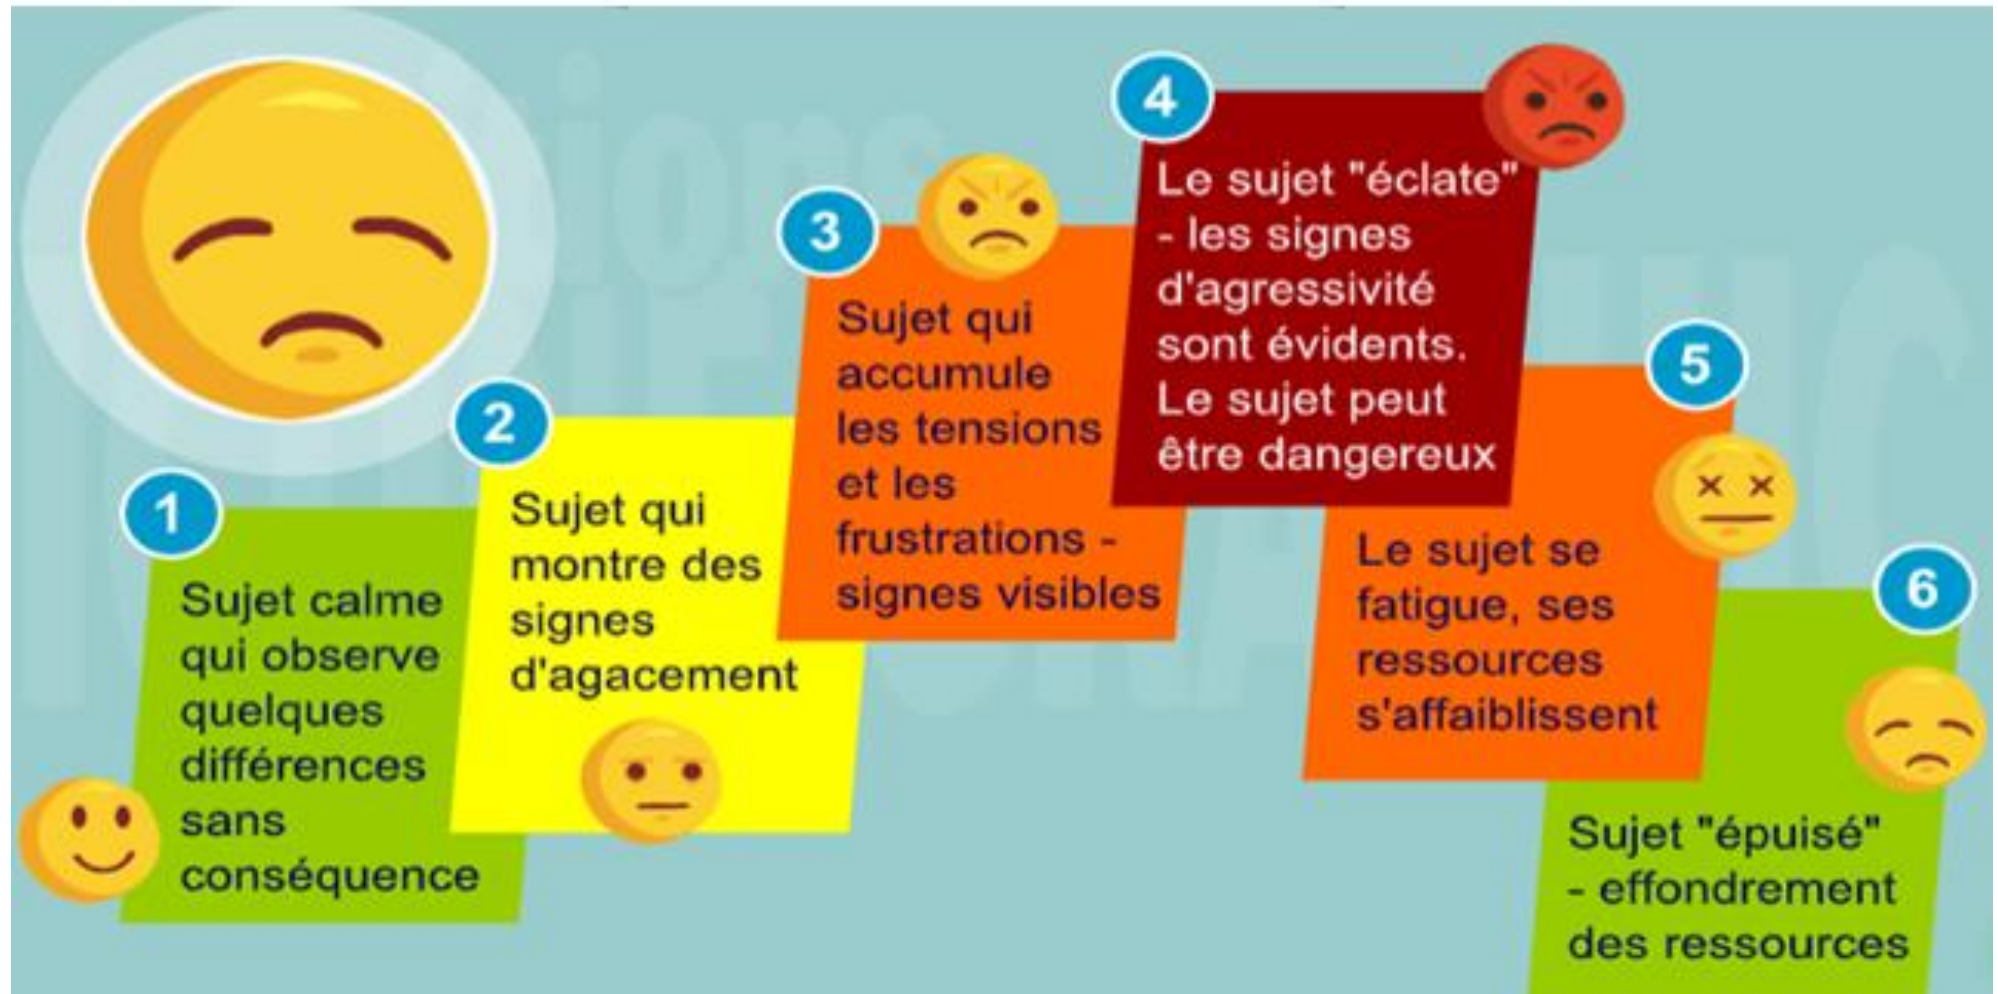 1
Sujet calme
qui observe
quelques
différences
sans
conséquence
2
Sujet qui
montre des
signes
d'agacement
3
Sujet qui
accumule
les tensions
et les
frustrations -
signes visibles
4
Le sujet "éclate"
- les signes
d'agressivité
sont évidents.
Le sujet peut
être dangereux
5
Le sujet se
fatigue, ses
ressources
s'affaiblissent
6
Sujet "épuisé"
- effondrement
des ressources